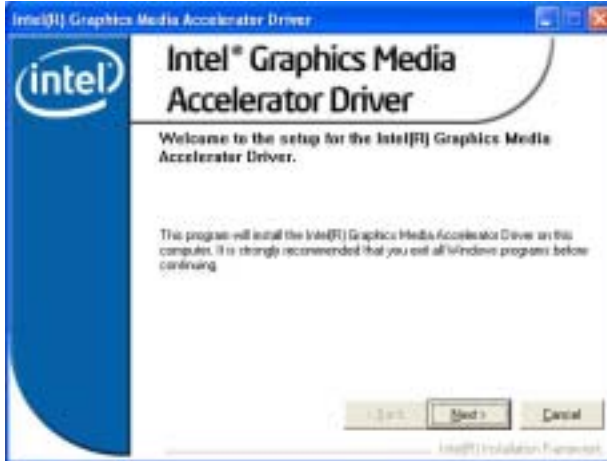 Intel(R) Graphics Media Accelerator Driver
intel
Intel® Graphics Media
Accelerator Driver
Welcome to the setup for the Intel(R) Graphics Media
Accelerator Driver.
This program will install the Intel(R) Graphics Media Accelerator Driver on this
computer. It is strongly recommended that you exit all Windows programs before
continuing.
< Back
Next >
Cancel
Intel(R) Installation Framework